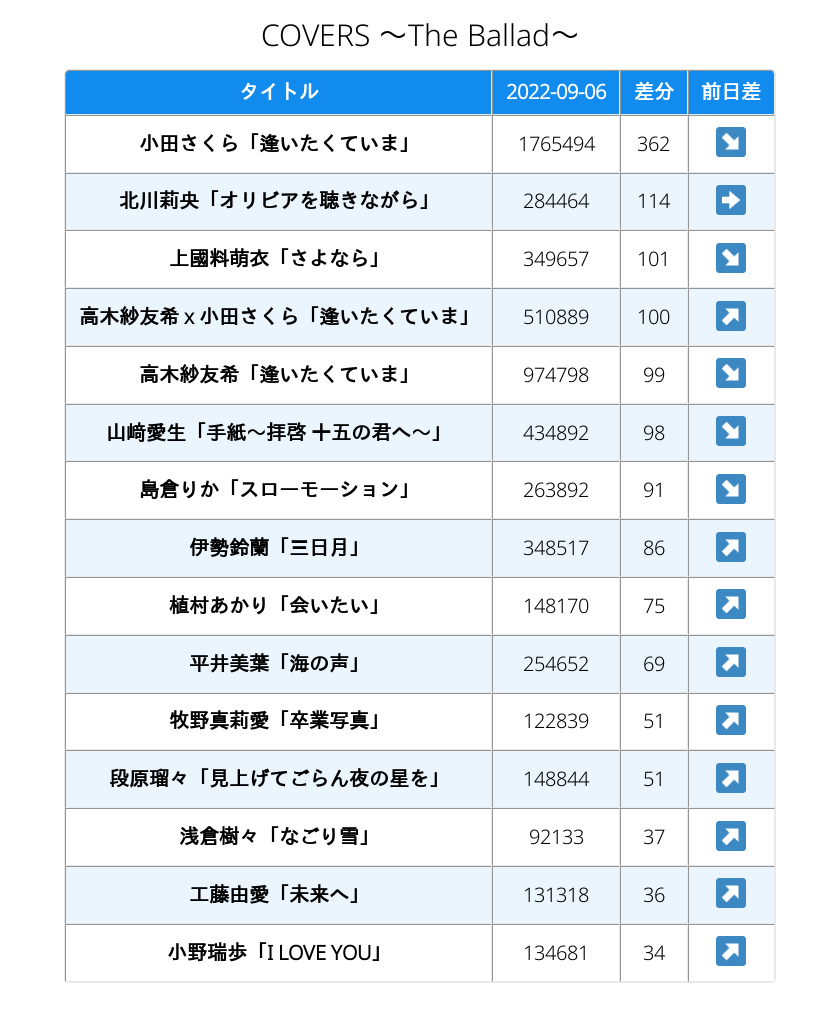 COVERS ～The Ballad～
タイトル 2022-09-06 差分 前日差
小田さくら「逢いたくていま」 1765494 362 ↘
北川莉央「オリビアを聴きながら」 284464 114 ➡
上國料萌衣「さよなら」 349657 101 ↘
高木紗友希 x 小田さくら「逢いたくていま」 510889 100 ↗
高木紗友希「逢いたくていま」 974798 99 ↘
山﨑愛生「手紙～拝啓 十五の君へ～」 434892 98 ↘
島倉りか「スローモーション」 263892 91 ↘
伊勢鈴蘭「三日月」 348517 86 ↗
植村あかり「会いたい」 148170 75 ↗
平井美葉「海の声」 254652 69 ↗
牧野真莉愛「卒業写真」 122839 51 ↗
段原瑠々「見上げてごらん夜の星を」 148844 51 ↗
浅倉樹々「なごり雪」 92133 37 ↗
工藤由愛「未来へ」 131318 36 ↗
小野瑞歩「I LOVE YOU」 134681 34 ↗